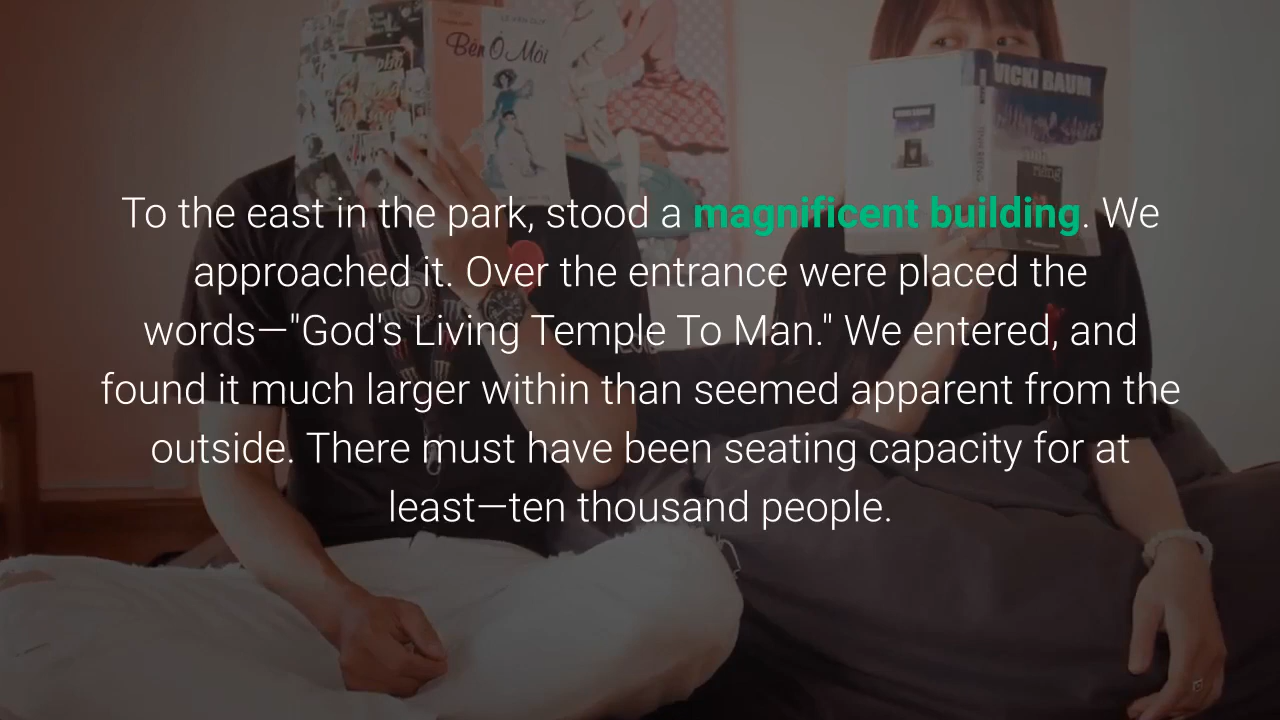 Bến Ô Môi
VICKI BAUM
To the east in the park, stood a magnificent building. We
approached it. Over the entrance were placed the
words—"God's Living Temple To Man." We entered, and
found it much larger within than seemed apparent from the
outside. There must have been seating capacity for at
least—ten thousand people.